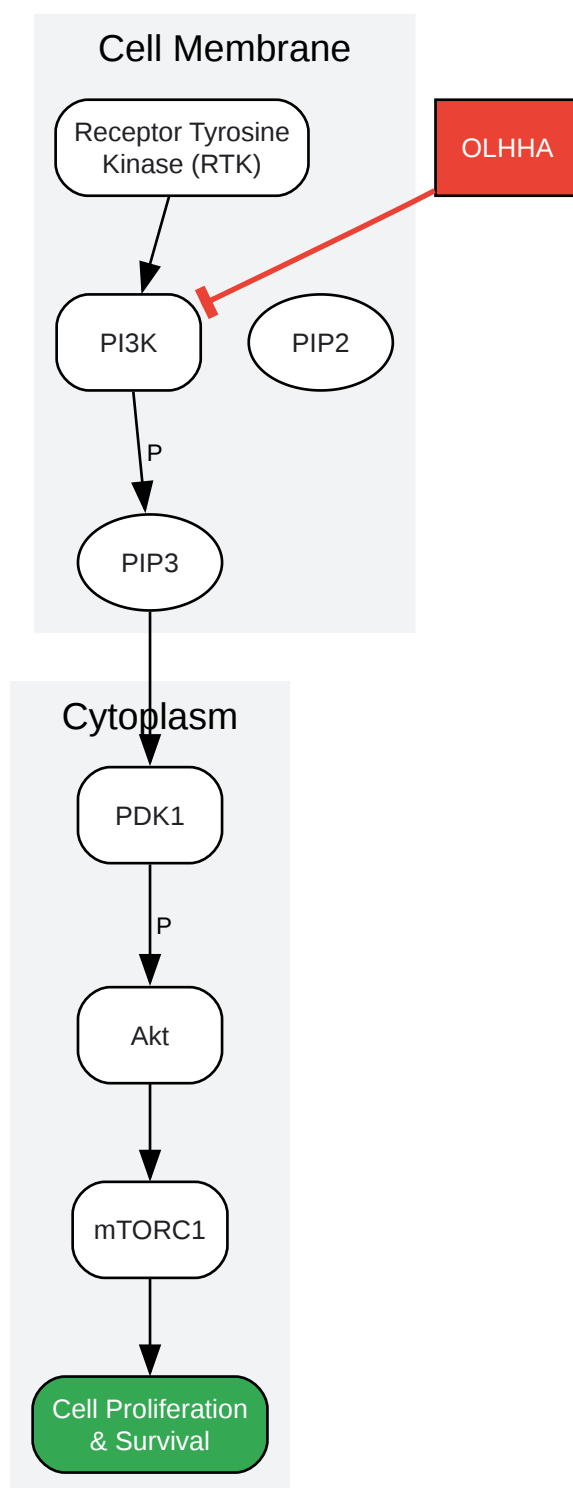 Cell Membrane
Receptor Tyrosine
Kinase (RTK)
OLHHA
PI3K
PIP2
P
PIP3
Cytoplasm
PDK1
P
Akt
mTORC1
Cell Proliferation
& Survival